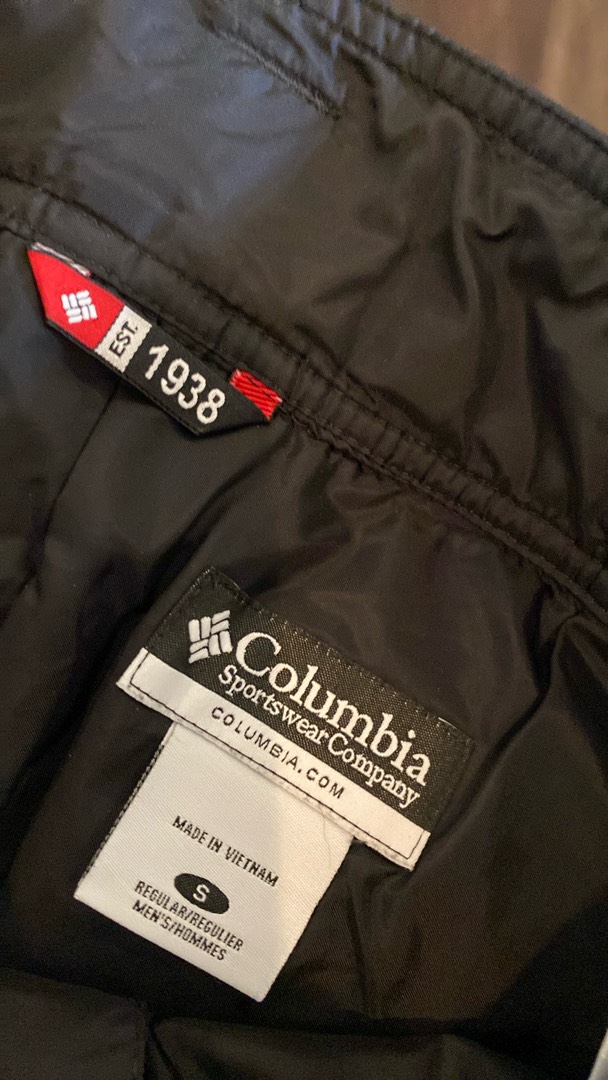 EST.
1938
Columbia
Sportswear Company
COLUMBIA.COM
MADE IN VIETNAM
S
REGULAR/REGULIER
MEN'S/HOMMES